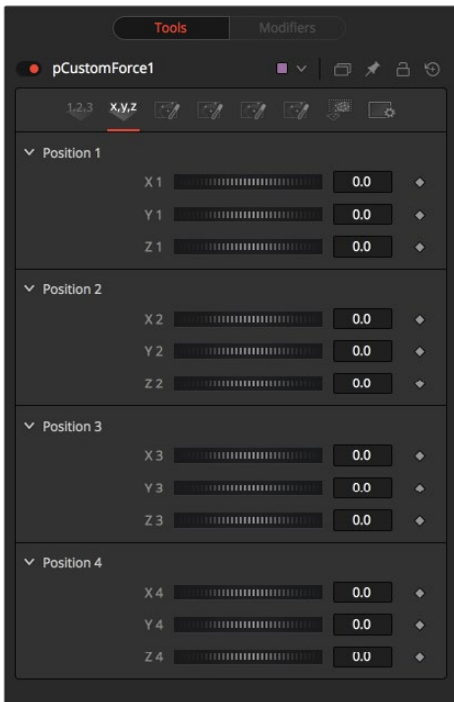 Tools Modifiers
pCustomForce1
1,2,3 x,y,z
Position 1
X 1 0.0
Y 1 0.0
Z 1 0.0
Position 2
X 2 0.0
Y 2 0.0
Z 2 0.0
Position 3
X 3 0.0
Y 3 0.0
Z 3 0.0
Position 4
X 4 0.0
Y 4 0.0
Z 4 0.0